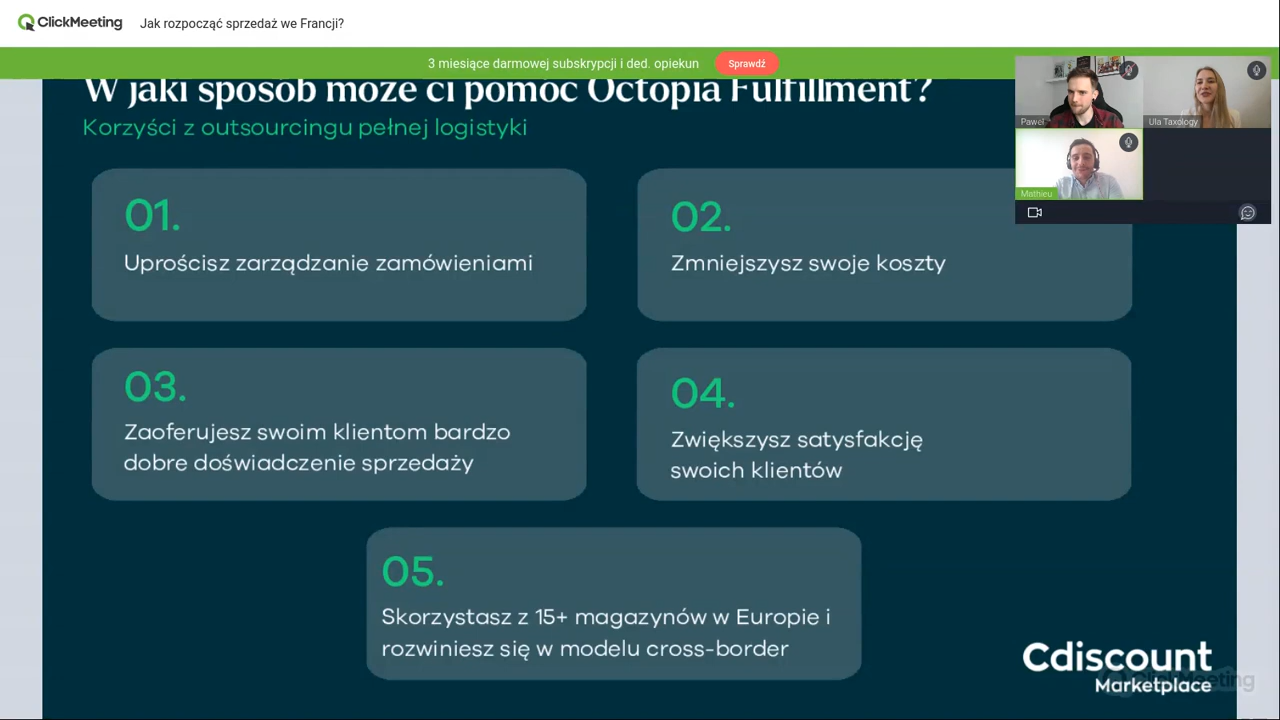 ClickMeeting Jak rozpocząć sprzedaż we Francji?
3 miesiące darmowej subskrypcji i ded. opiekun Sprawdź
W jaki sposób może ci pomóc Octopia Fulfillment?
Korzyści z outsourcingu pełnej logistyki
Paweł
Ula Taxology
Mathieu
01.
Uprościsz zarządzanie zamówieniami
02.
Zmniejszysz swoje koszty
03.
Zaoferujesz swoim klientom bardzo
dobre doświadczenie sprzedaży
04.
Zwiększysz satysfakcję
swoich klientów
05.
Skorzystasz z 15+ magazynów w Europie i
rozwiniesz się w modelu cross-border
Cdiscount
Marketplace
ClickMeeting